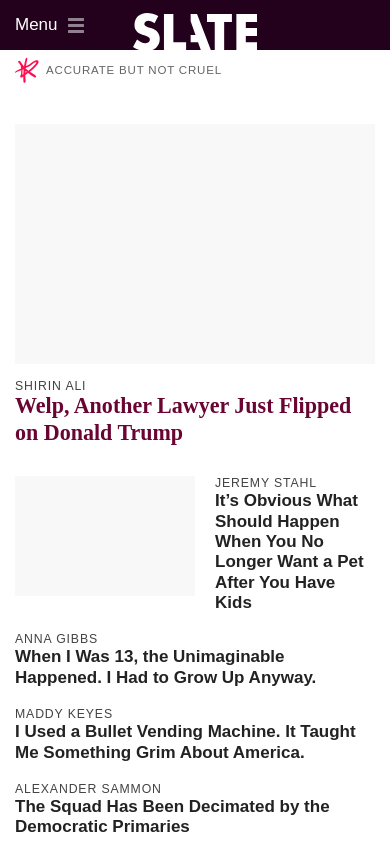 Menu
SLATE
ACCURATE BUT NOT CRUEL
SHIRIN ALI
Welp, Another Lawyer Just Flipped
on Donald Trump
JEREMY STAHL
It’s Obvious What
Should Happen
When You No
Longer Want a Pet
After You Have
Kids
ANNA GIBBS
When I Was 13, the Unimaginable
Happened. I Had to Grow Up Anyway.
MADDY KEYES
I Used a Bullet Vending Machine. It Taught
Me Something Grim About America.
ALEXANDER SAMMON
The Squad Has Been Decimated by the
Democratic Primaries